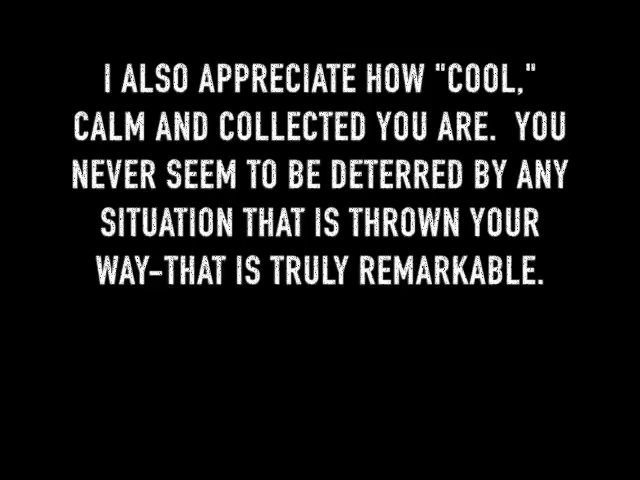 I ALSO APPRECIATE HOW "COOL,"
CALM AND COLLECTED YOU ARE.  YOU
NEVER SEEM TO BE DETERRED BY ANY
SITUATION THAT IS THROWN YOUR
WAY-THAT IS TRULY REMARKABLE.